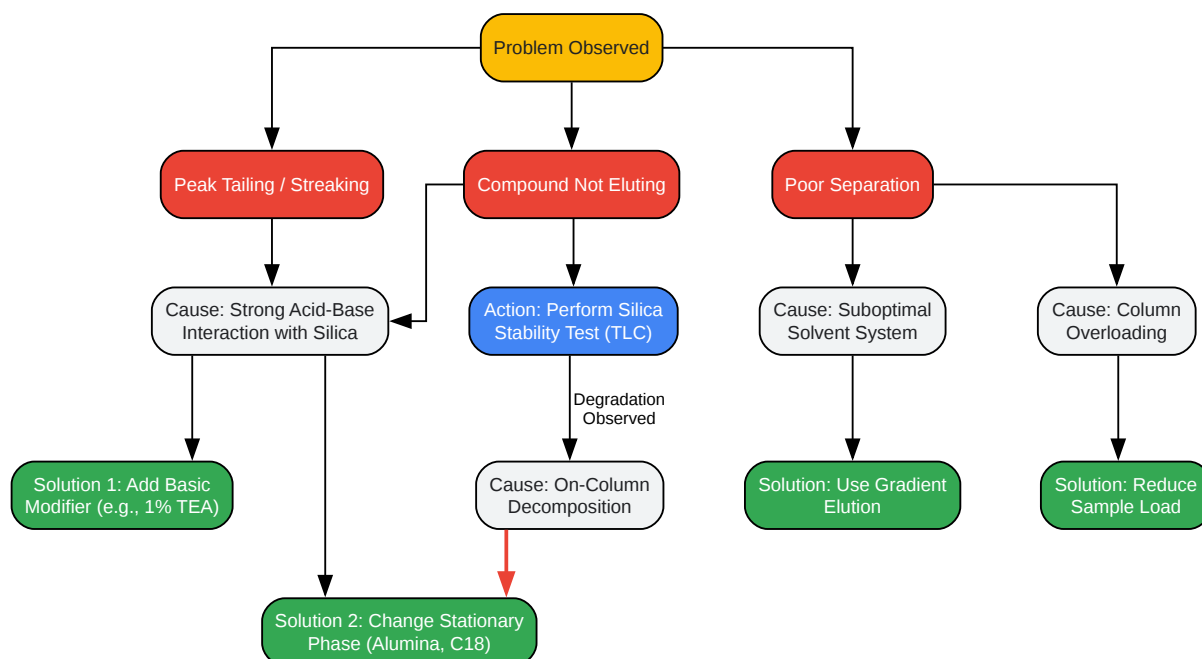 Problem Observed
Peak Tailing / Streaking
Compound Not Eluting
Poor Separation
Cause: Strong Acid-Base
Interaction with Silica
Action: Perform Silica
Stability Test (TLC)
Cause: Suboptimal
Solvent System
Cause: Column
Overloading
Degradation
Observed
Solution 1: Add Basic
Modifier (e.g., 1% TEA)
Cause: On-Column
Decomposition
Solution: Use Gradient
Elution
Solution: Reduce
Sample Load
Solution 2: Change Stationary
Phase (Alumina, C18)